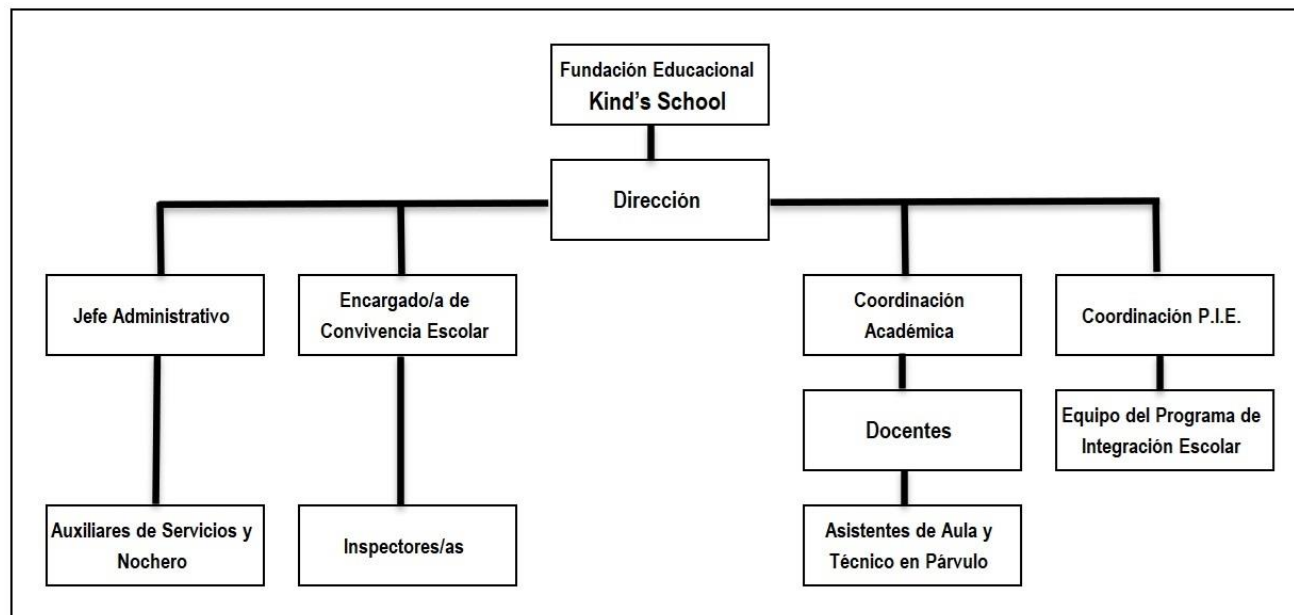 Fundación Educacional
Kind's School
Dirección
Jefe Administrativo
Encargado/a de
Convivencia Escolar
Coordinación
Académica
Coordinación P.I.E.
Docentes
Equipo del Programa de
Integración Escolar
Auxiliares de Servicios y
Nochero
Inspectores/as
Asistentes de Aula y
Técnico en Párvulo